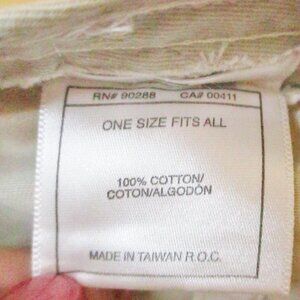 RN# 90288 CA# 00411
ONE SIZE FITS ALL
100% COTTON/
COTON/ALGODÓN
MADE IN TAIWAN R.O.C.